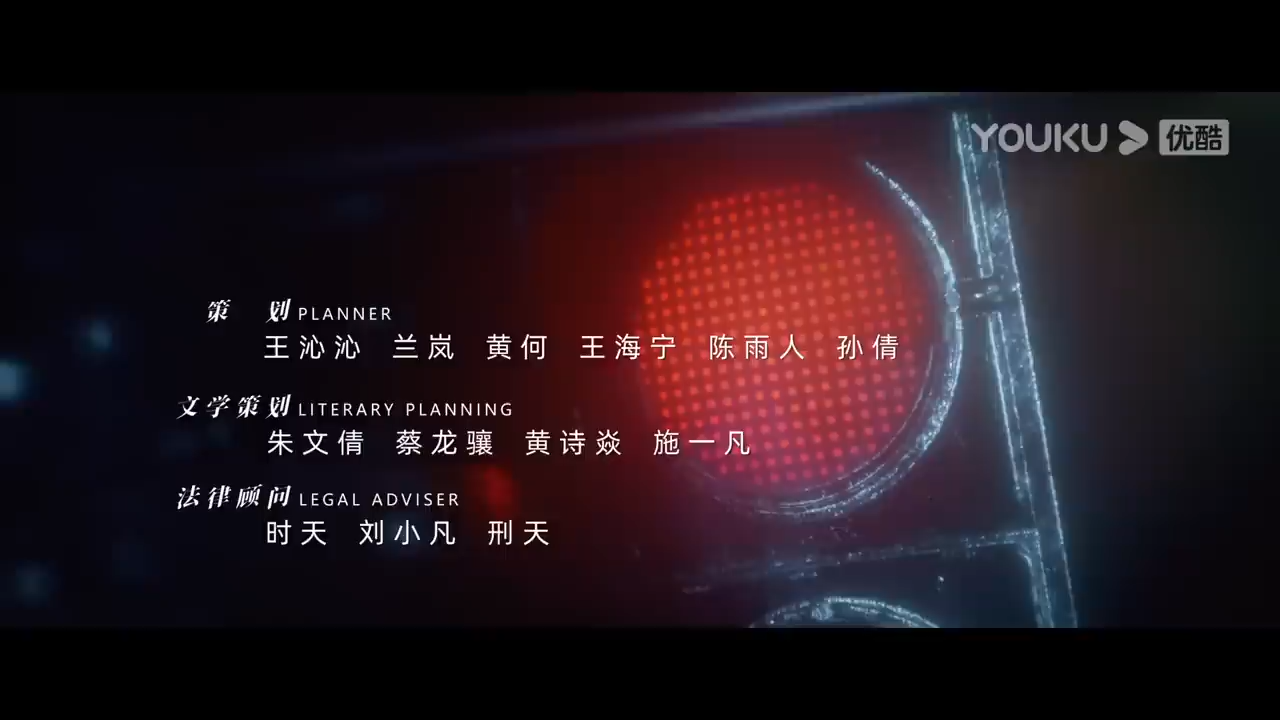 YOUKU 优酷
策 划 PLANNER
王沁沁 兰岚 黄何 王海宁 陈雨人 孙倩
文学策划 LITERARY PLANNING
朱文倩 蔡龙骧 黄诗焱 施一凡
法律顾问 LEGAL ADVISER
时天 刘小凡 刑天